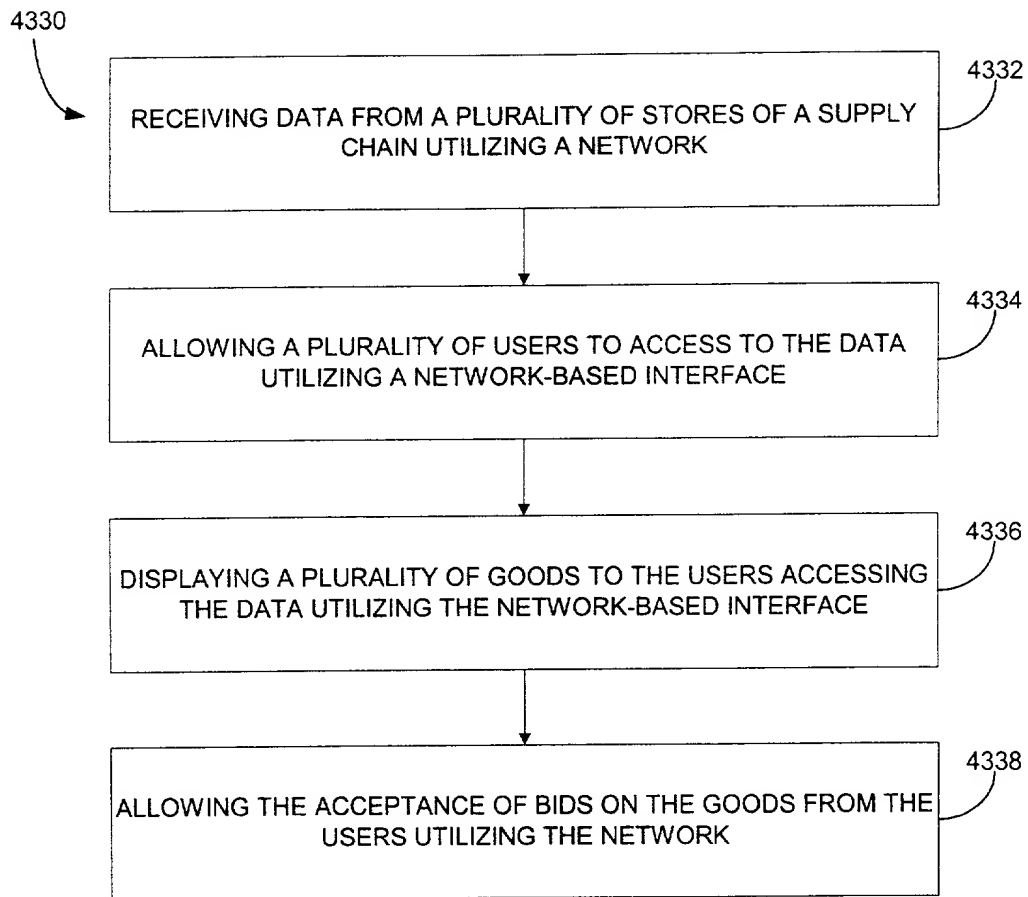 4330
4332
RECEIVING DATA FROM A PLURALITY OF STORES OF A SUPPLY
CHAIN UTILIZING A NETWORK
4334
ALLOWING A PLURALITY OF USERS TO ACCESS TO THE DATA
UTILIZING A NETWORK-BASED INTERFACE
4336
DISPLAYING A PLURALITY OF GOODS TO THE USERS ACCESSING
THE DATA UTILIZING THE NETWORK-BASED INTERFACE
4338
ALLOWING THE ACCEPTANCE OF BIDS ON THE GOODS FROM THE
USERS UTILIZING THE NETWORK